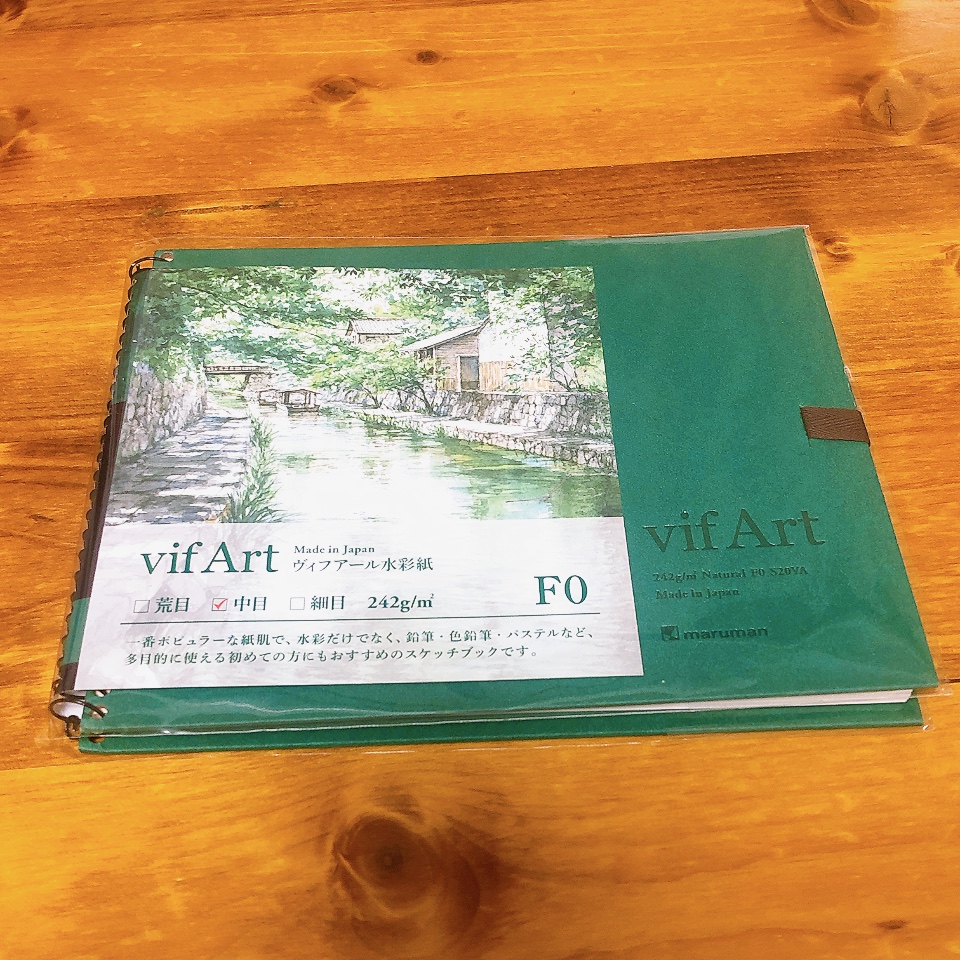 vifArt Made in Japan
ヴィフアール水彩紙
F0
荒目 中目 細目 242g/m²
一番ポピュラーな紙肌で、水彩だけでなく、鉛筆・色鉛筆・パステルなど、
多目的に使える初めての方にもおすすめのスケッチブックです。
vifArt
242g/m² Natural F0 S20VA
Made in Japan
maruman